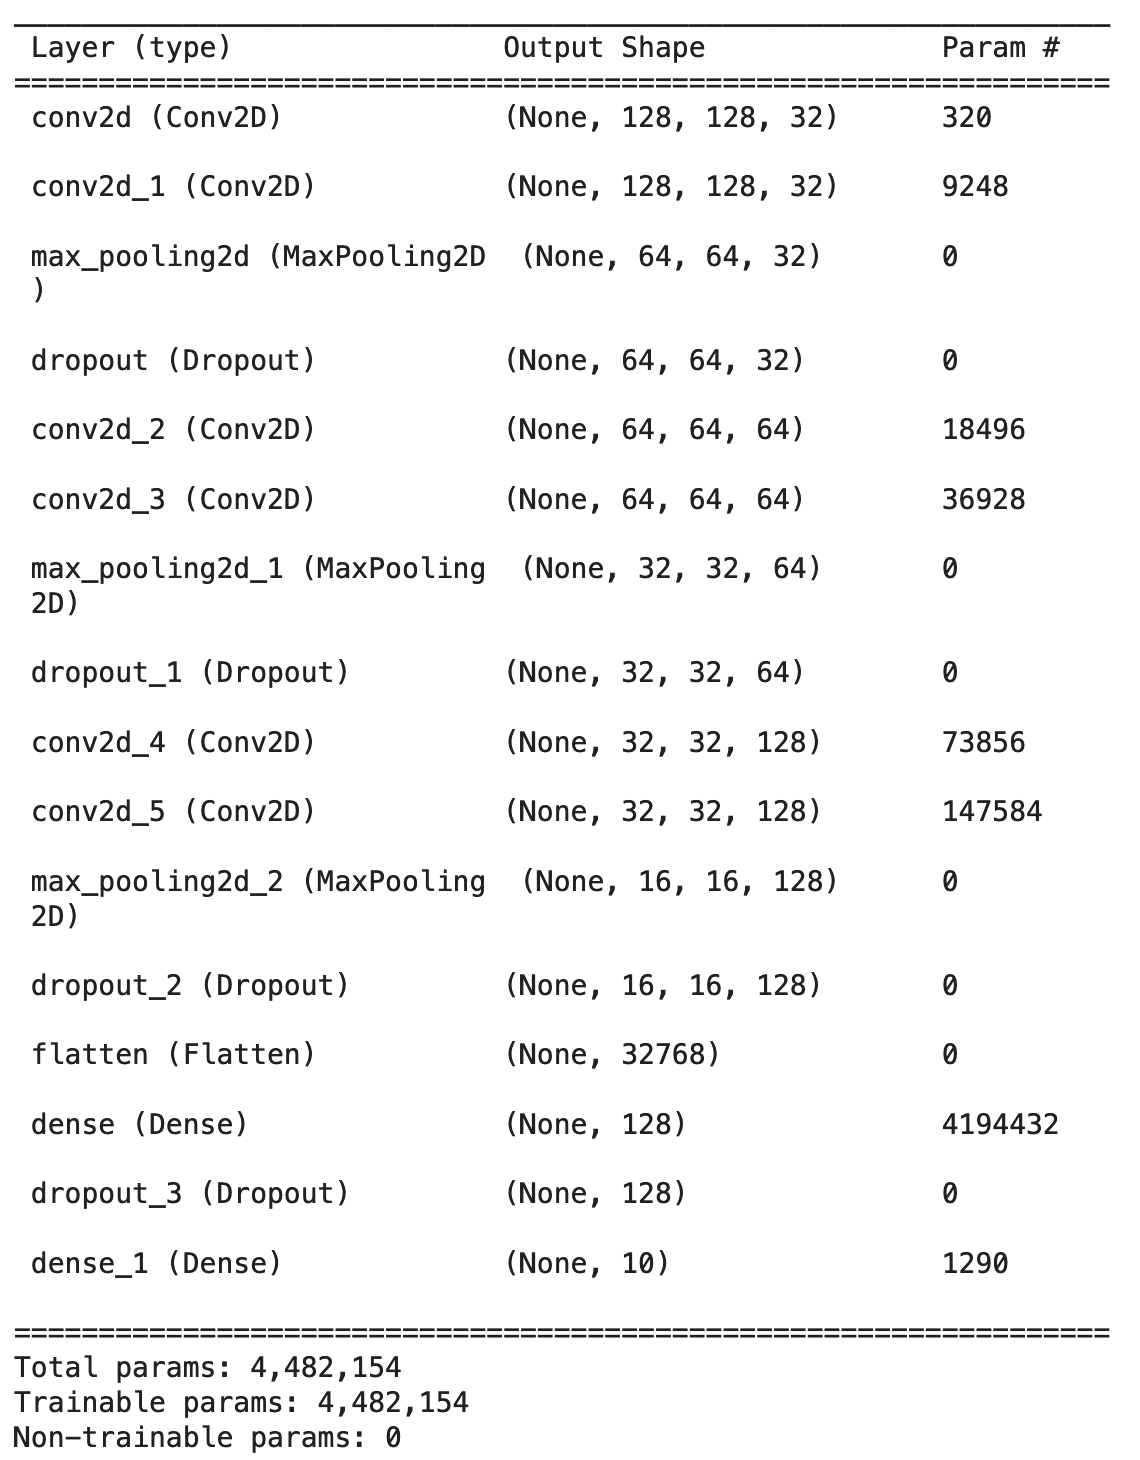 _________________________________________________________________
Layer (type) Output Shape Param #
=================================================================
conv2d (Conv2D) (None, 128, 128, 32) 320
conv2d_1 (Conv2D) (None, 128, 128, 32) 9248
max_pooling2d (MaxPooling2D (None, 64, 64, 32) 0
)
dropout (Dropout) (None, 64, 64, 32) 0
conv2d_2 (Conv2D) (None, 64, 64, 64) 18496
conv2d_3 (Conv2D) (None, 64, 64, 64) 36928
max_pooling2d_1 (MaxPooling (None, 32, 32, 64) 0
2D)
dropout_1 (Dropout) (None, 32, 32, 64) 0
conv2d_4 (Conv2D) (None, 32, 32, 128) 73856
conv2d_5 (Conv2D) (None, 32, 32, 128) 147584
max_pooling2d_2 (MaxPooling (None, 16, 16, 128) 0
2D)
dropout_2 (Dropout) (None, 16, 16, 128) 0
flatten (Flatten) (None, 32768) 0
dense (Dense) (None, 128) 4194432
dropout_3 (Dropout) (None, 128) 0
dense_1 (Dense) (None, 10) 1290
=================================================================
Total params: 4,482,154
Trainable params: 4,482,154
Non-trainable params: 0